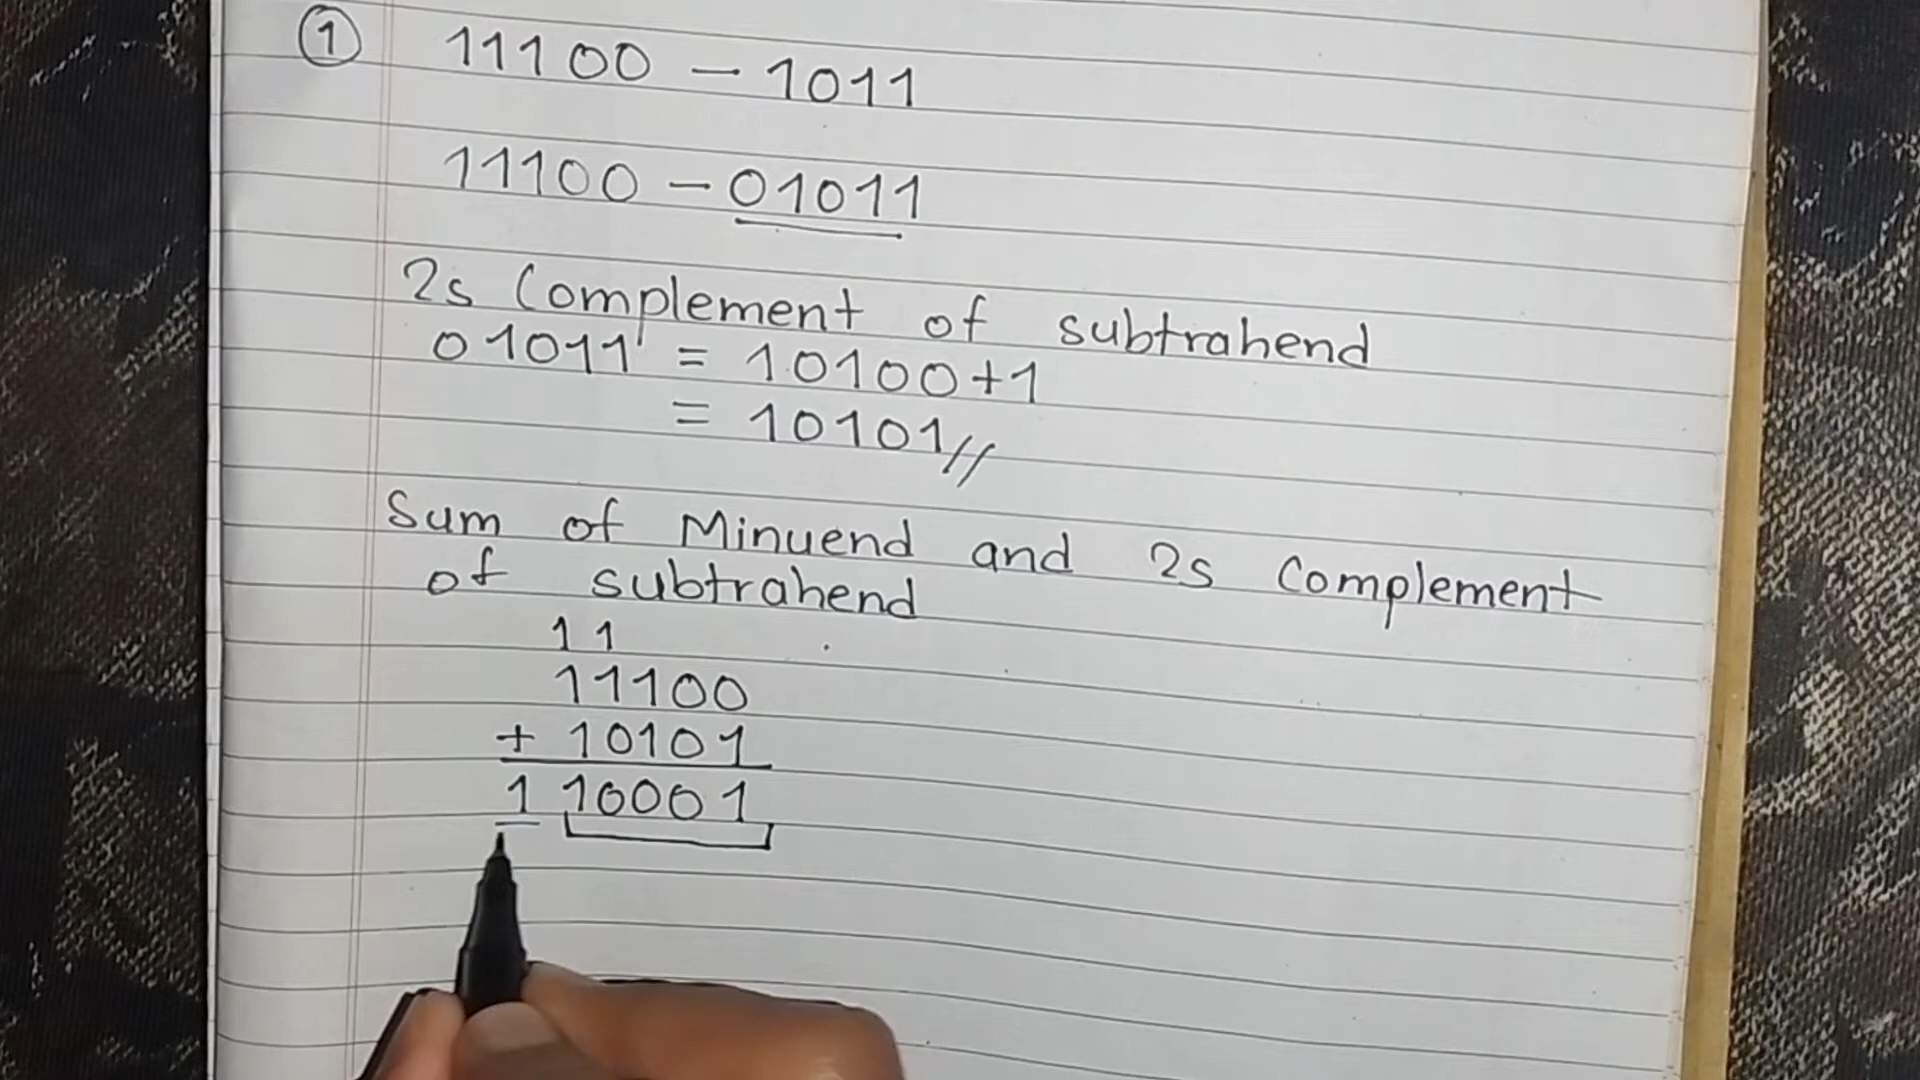 ① 11100 - 1011
11100 - 01011
2s Complement of subtrahend
01011' = 10100+1
= 10101//
Sum of Minuend and 2s Complement
of subtrahend
11
11100
+ 10101
1 10001